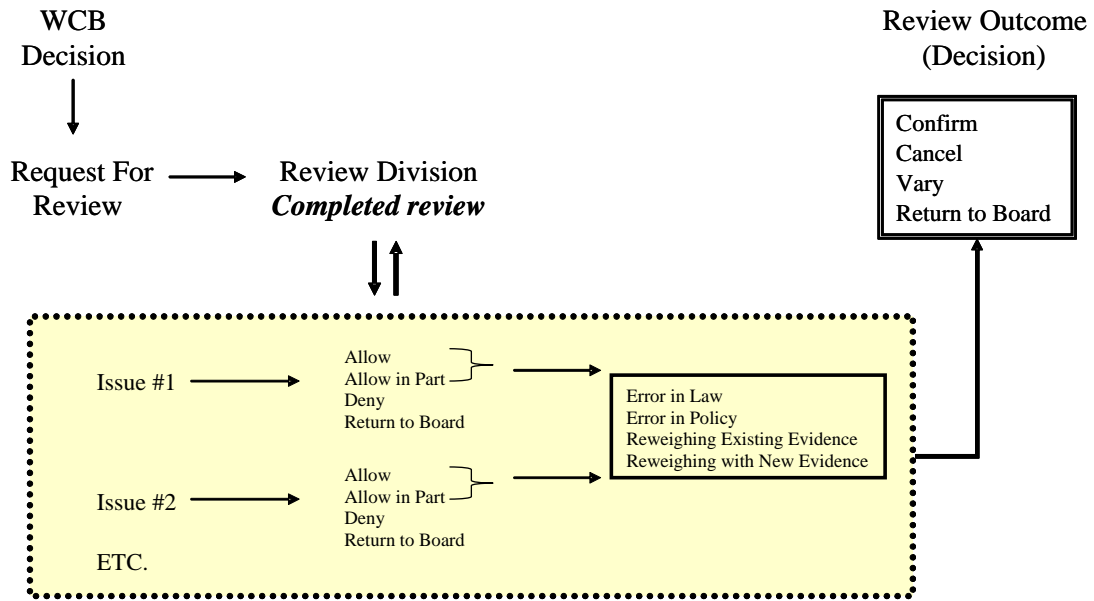 WCB
Decision
Request For
Review
Review Division
Completed review
Review Outcome
(Decision)
Confirm
Cancel
Vary
Return to Board
Issue #1
Allow
Allow in Part
Deny
Return to Board
Issue #2
Allow
Allow in Part
Deny
Return to Board
ETC.
Error in Law
Error in Policy
Reweighing Existing Evidence
Reweighing with New Evidence